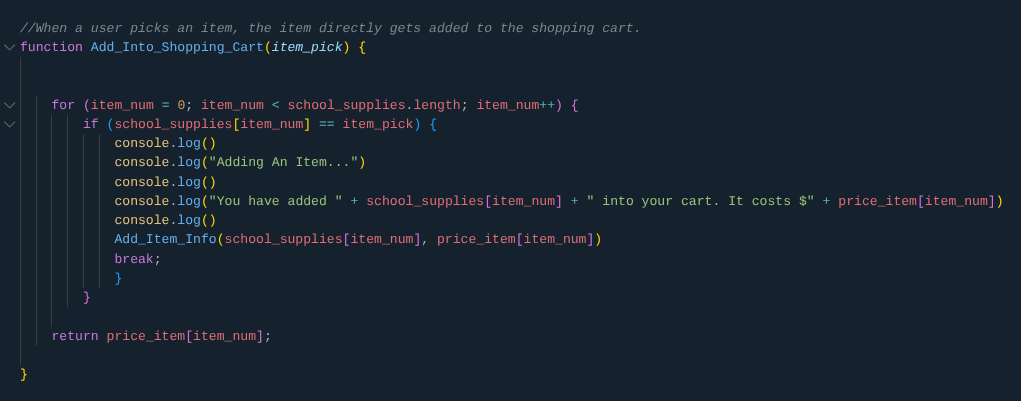 //When a user picks an item, the item directly gets added to the shopping cart.
function Add_Into_Shopping_Cart(item_pick) {
for (item_num = 0; item_num < school_supplies.length; item_num++) {
if (school_supplies[item_num] == item_pick) {
console.log()
console.log("Adding An Item...")
console.log()
console.log("You have added " + school_supplies[item_num] + " into your cart. It costs $" + price_item[item_num])
console.log()
Add_Item_Info(school_supplies[item_num], price_item[item_num])
break;
}
}
return price_item[item_num];
}